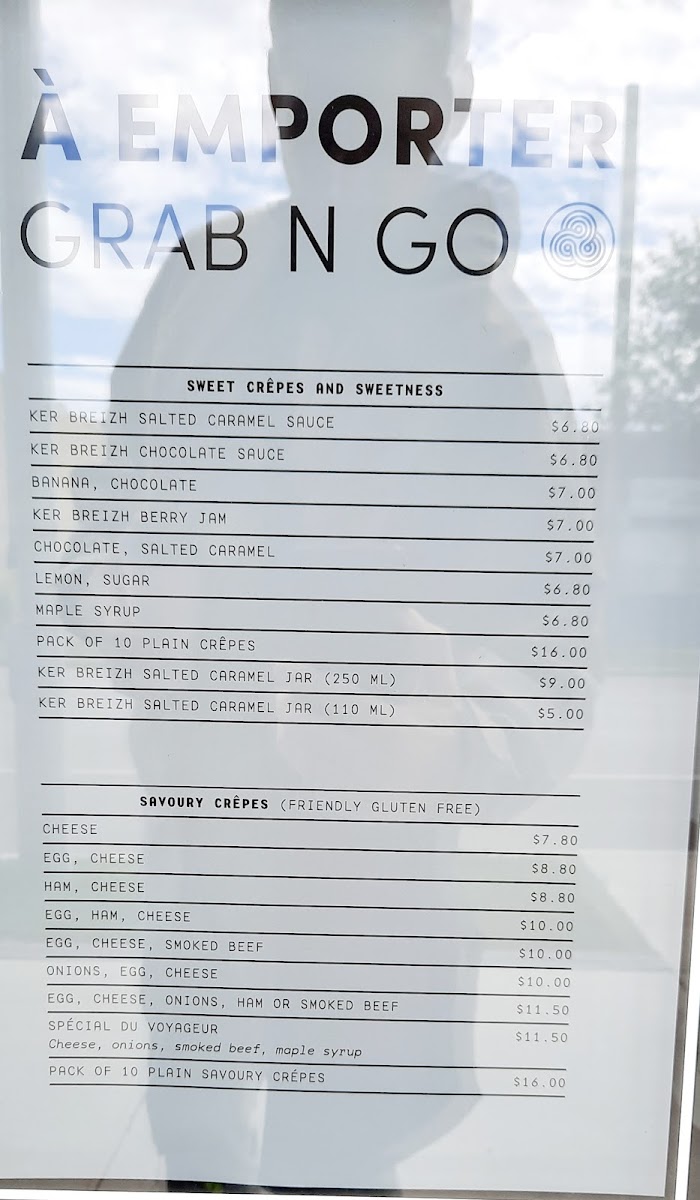 À EMPORTER
GRAB N GO
SWEET CRÊPES AND SWEETNESS
KER BREIZH SALTED CARAMEL SAUCE $6.80
KER BREIZH CHOCOLATE SAUCE $6.80
BANANA, CHOCOLATE $7.00
KER BREIZH BERRY JAM $7.00
CHOCOLATE, SALTED CARAMEL $7.00
LEMON, SUGAR $6.80
MAPLE SYRUP $6.80
PACK OF 10 PLAIN CRÊPES $16.00
KER BREIZH SALTED CARAMEL JAR (250 ML) $9.00
KER BREIZH SALTED CARAMEL JAR (110 ML) $5.00
SAVOURY CRÊPES (FRIENDLY GLUTEN FREE)
CHEESE $7.80
EGG, CHEESE $8.80
HAM, CHEESE $8.80
EGG, HAM, CHEESE $10.00
EGG, CHEESE, SMOKED BEEF $10.00
ONIONS, EGG, CHEESE $10.00
EGG, CHEESE, ONIONS, HAM OR SMOKED BEEF $11.50
SPÉCIAL DU VOYAGEUR $11.50
Cheese, onions, smoked beef, maple syrup
PACK OF 10 PLAIN SAVOURY CRÉPES $16.00